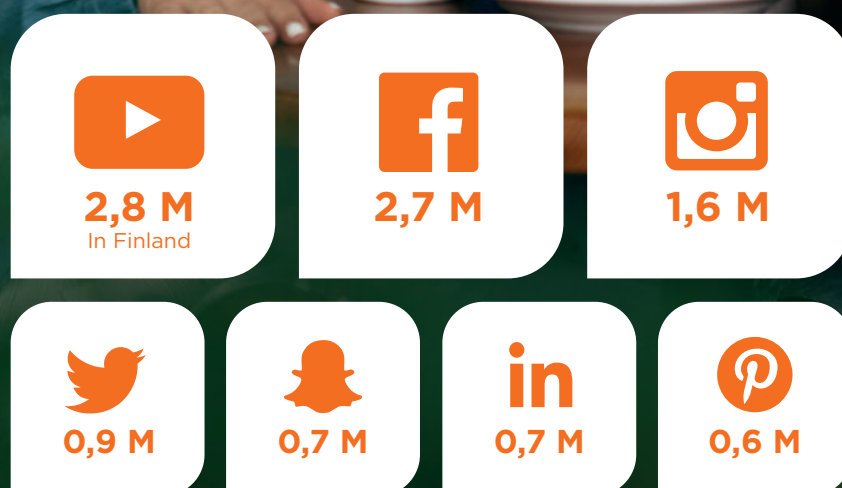 2,8 M
In Finland
2,7 M
1,6 M
0,9 M
0,7 M
in
0,7 M
0,6 M